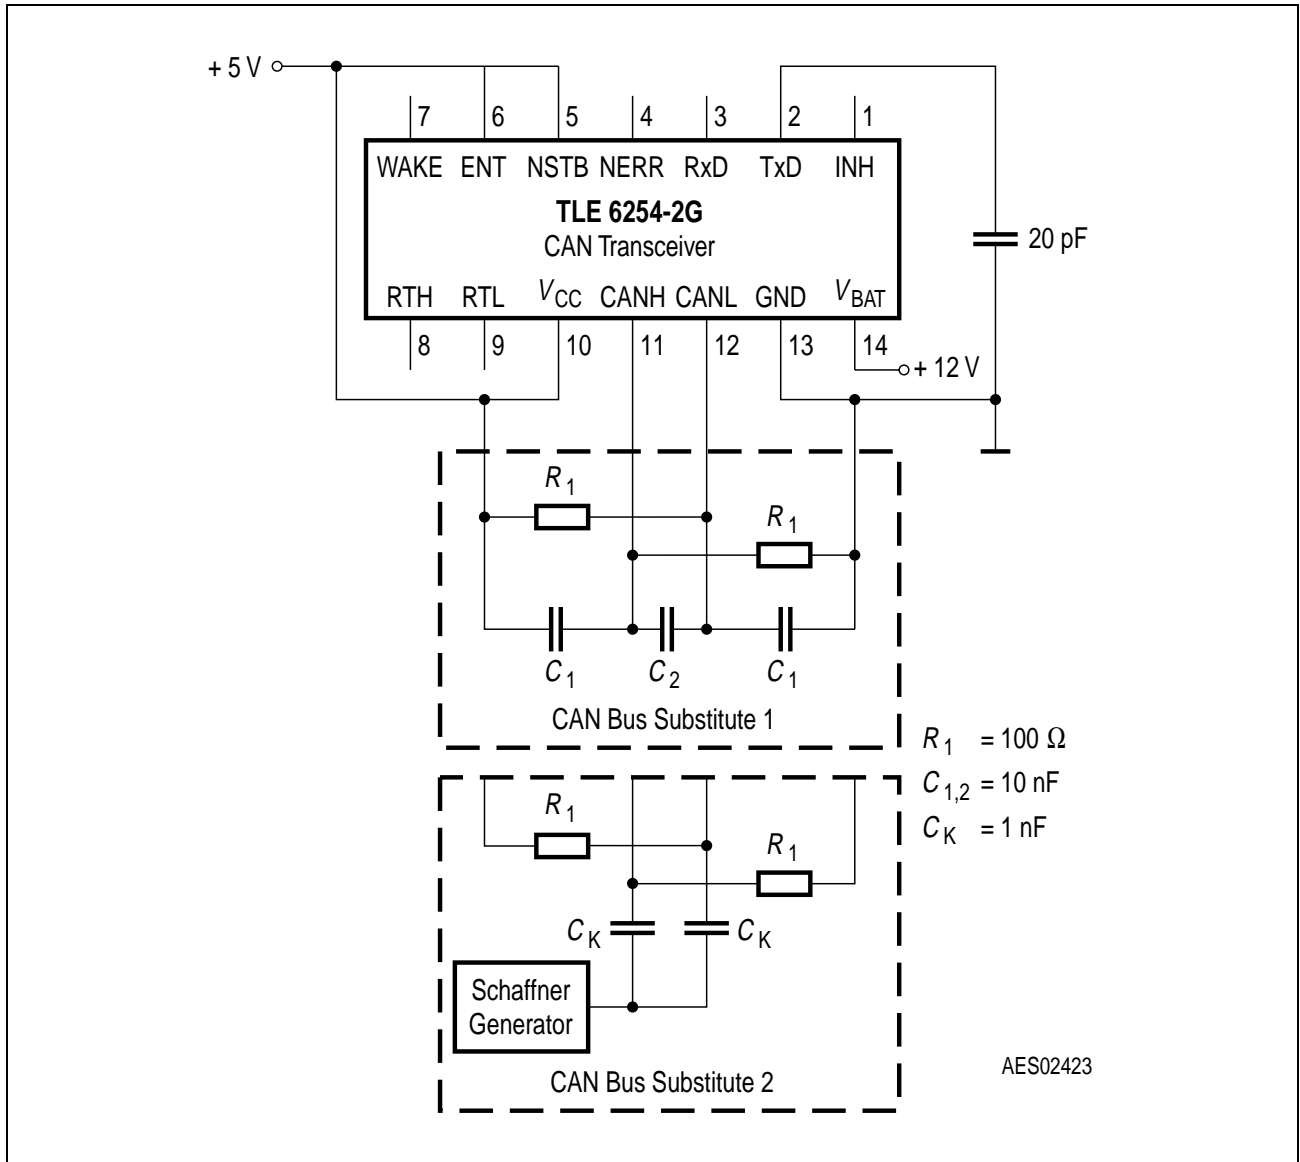 + 5 V
7 6 5 4 3 2 1
WAKE ENT NSTB NERR RxD TxD INH
TLE 6254-2G
CAN Transceiver
20 pF
RTH RTL VCC CANH CANL GND VBAT
8 9 10 11 12 13 14
+ 12 V
R1
R1
C1 C2 C1
CAN Bus Substitute 1
R1 = 100 Ω
C1,2 = 10 nF
CK = 1 nF
R1
R1
CK CK
Schaffner
Generator
CAN Bus Substitute 2
AES02423